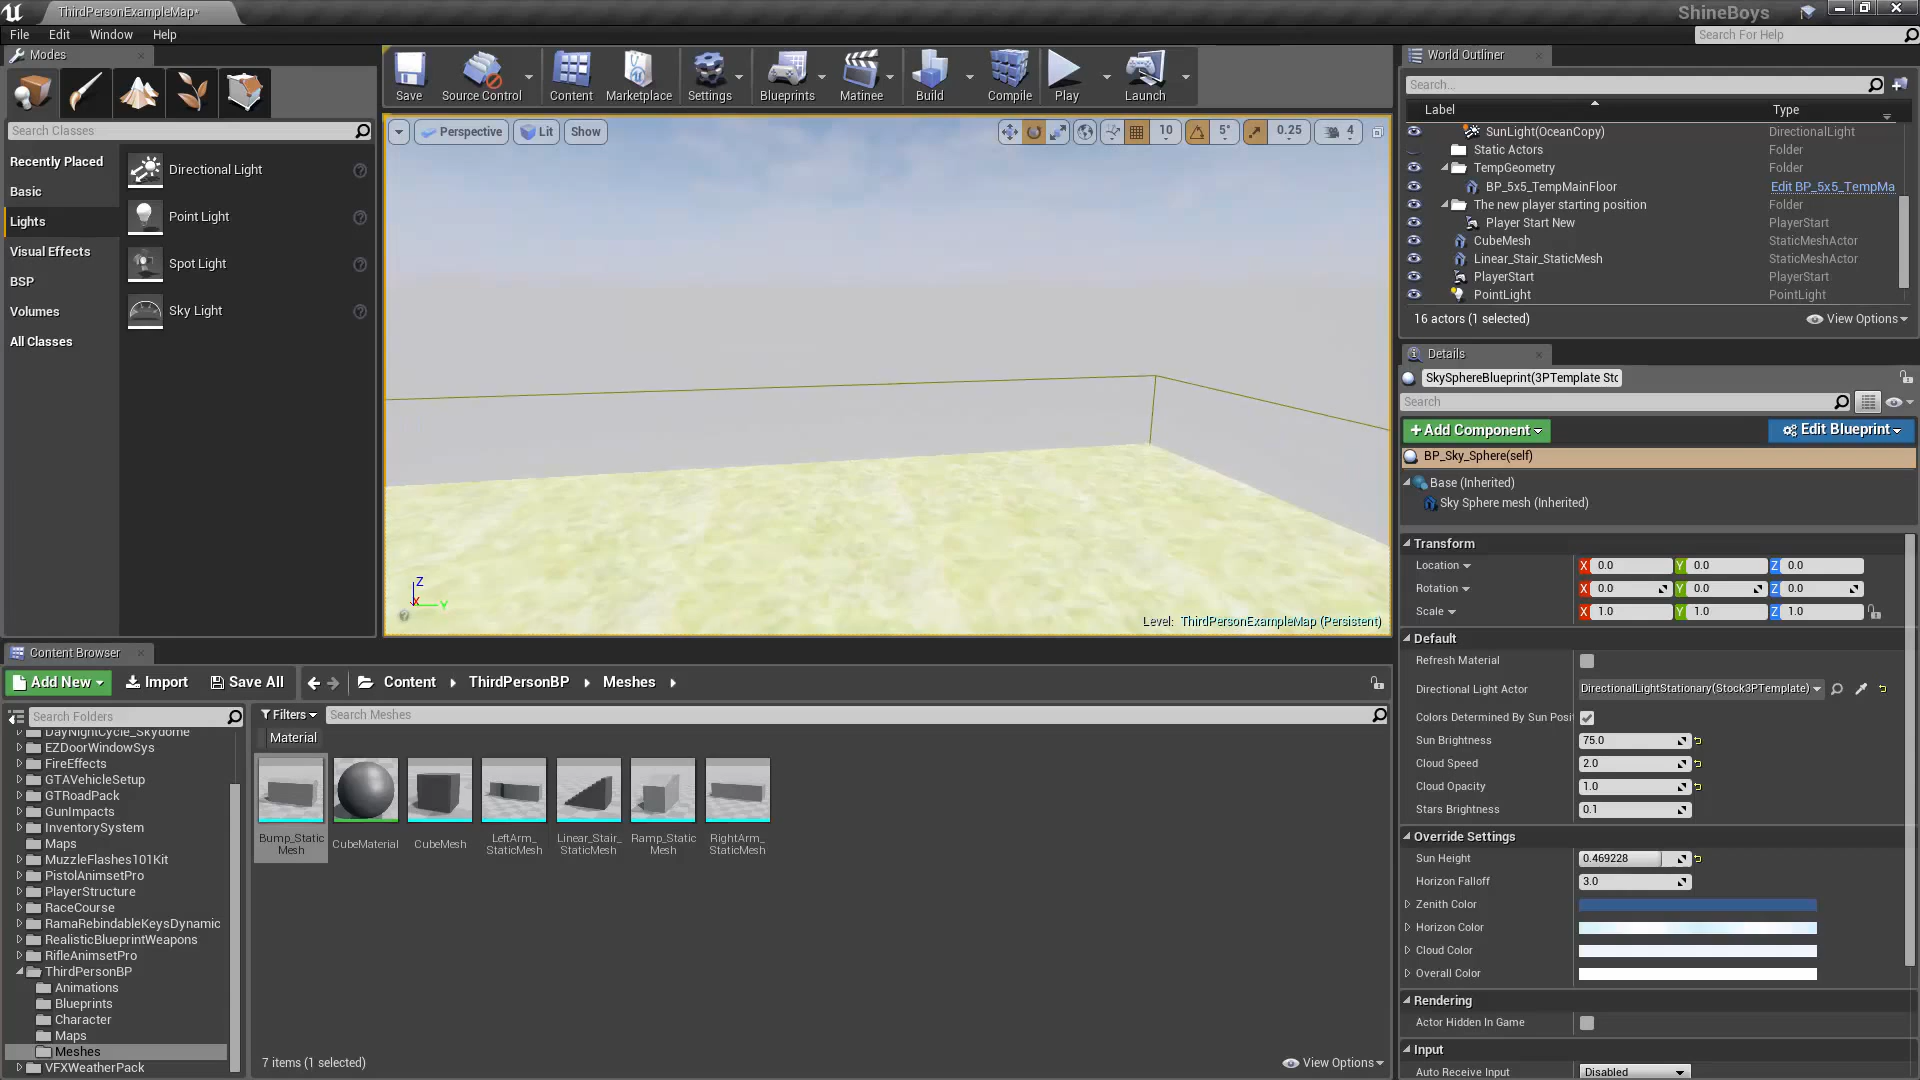 ThirdPersonExampleMap*
ShineBoys
File Edit Window Help
Search For Help
Modes
Search Classes
Recently Placed
Basic
Lights
Visual Effects
BSP
Volumes
All Classes
Directional Light
Point Light
Spot Light
Sky Light
Save
Source Control
Content
Marketplace
Settings
Blueprints
Matinee
Build
Compile
Play
Launch
Perspective Lit Show
10 5° 0.25 4
Z
X
Y
Level: ThirdPersonExampleMap (Persistent)
World Outliner
Search...
Label Type
SunLight(OceanCopy) DirectionalLight
Static Actors Folder
TempGeometry Folder
BP_5x5_TempMainFloor Edit BP_5x5_TempMa
The new player starting position Folder
Player Start New PlayerStart
CubeMesh StaticMeshActor
Linear_Stair_StaticMesh StaticMeshActor
PlayerStart PlayerStart
PointLight PointLight
16 actors (1 selected) View Options
Details
SkySphereBlueprint(3PTemplate Stc
Search
+Add Component Edit Blueprint
BP_Sky_Sphere(self)
Base (Inherited)
Sky Sphere mesh (Inherited)
Transform
Location X 0.0 Y 0.0 Z 0.0
Rotation X 0.0 Y 0.0 Z 0.0
Scale X 1.0 Y 1.0 Z 1.0
Default
Refresh Material
Directional Light Actor DirectionalLightStationary(Stock3PTemplate)
Colors Determined By Sun Posit
Sun Brightness 75.0
Cloud Speed 2.0
Cloud Opacity 1.0
Stars Brightness 0.1
Override Settings
Sun Height 0.469228
Horizon Falloff 3.0
Zenith Color
Horizon Color
Cloud Color
Overall Color
Rendering
Actor Hidden In Game
Input
Auto Receive Input Disabled
Content Browser
Add New Import Save All Content ThirdPersonBP Meshes
Search Folders
Filters Search Meshes
Material
DayNightCycle_Skydome
EZDoorWindowSys
FireEffects
GTAVehicleSetup
GTRoadPack
GunImpacts
InventorySystem
Maps
MuzzleFlashes101Kit
PistolAnimsetPro
PlayerStructure
RaceCourse
RamaRebindableKeysDynamic
RealisticBlueprintWeapons
RifleAnimsetPro
ThirdPersonBP
Animations
Blueprints
Character
Maps
Meshes
VFXWeatherPack
Bump_Static
Mesh
CubeMaterial
CubeMesh
LeftArm_
StaticMesh
Linear_Stair_
StaticMesh
Ramp_Static
Mesh
RightArm_
StaticMesh
7 items (1 selected) View Options